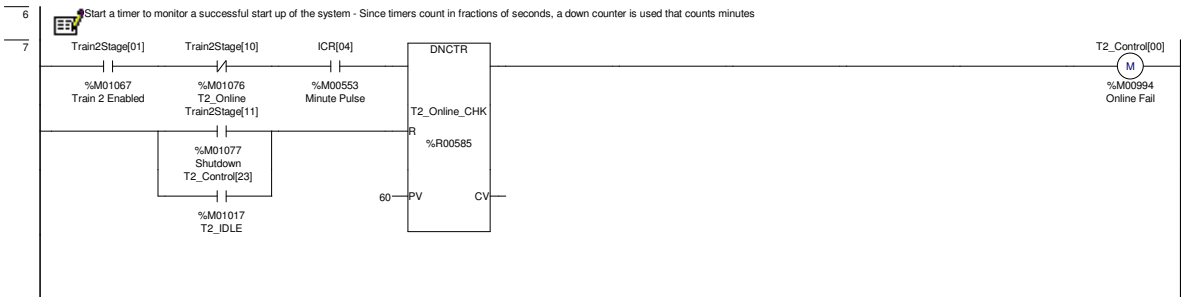 6
Start a timer to monitor a successful start up of the system - Since timers count in fractions of seconds, a down counter is used that counts minutes
7
Train2Stage[01] Train2Stage[10] ICR[04] DNCTR T2_Control[00]
M
%M01067 %M01076 %M00553 %M00994
Train 2 Enabled T2_Online Minute Pulse Online Fail
Train2Stage[11] T2_Online_CHK
R
%M01077 %R00585
Shutdown
T2_Control[23]
60 PV CV
%M01017
T2_IDLE